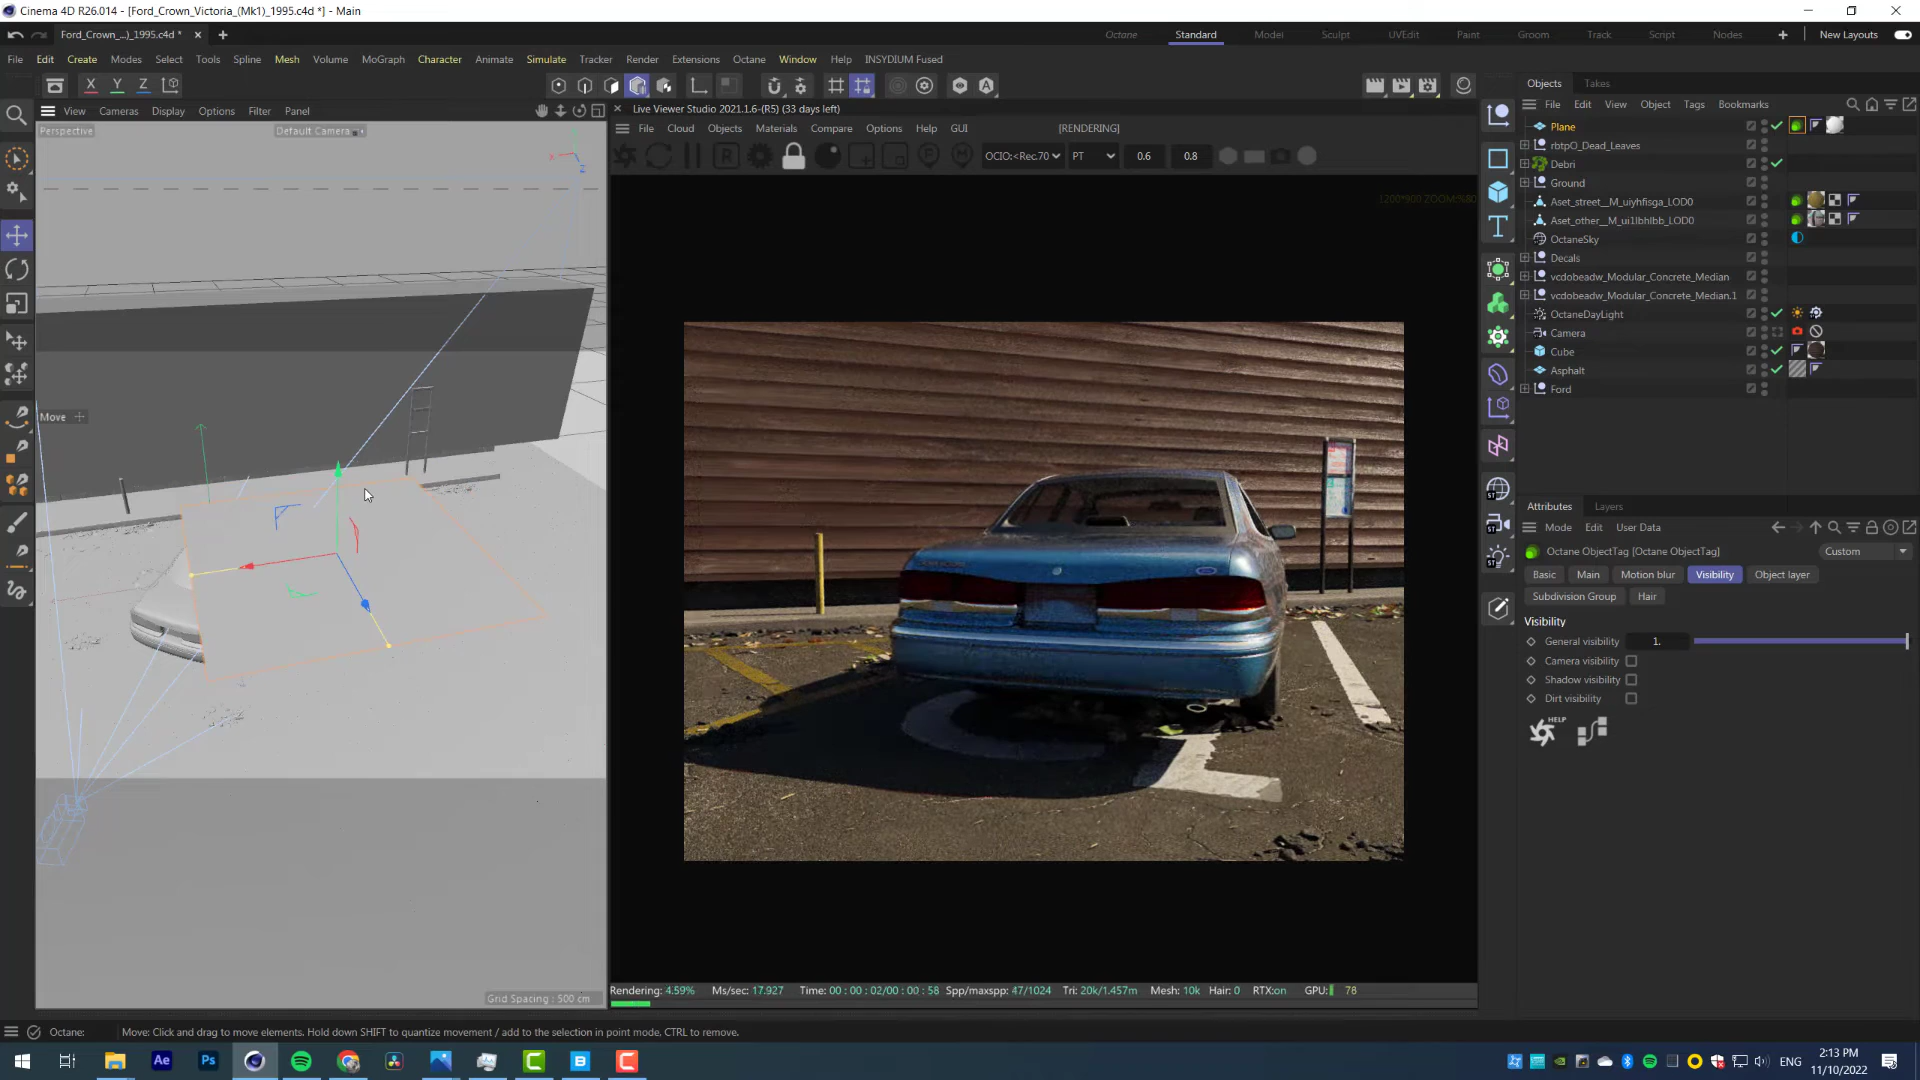 Cinema 4D R26.014 - [Ford_Crown_Victoria_(Mk1)_1995.c4d *] - Main
Ford_Crown_...)_1995.c4d *
Octane Standard Model Sculpt UVEdit Paint Groom Track Script Nodes New Layouts
File Edit Create Modes Select Tools Spline Mesh Volume MoGraph Character Animate Simulate Tracker Render Extensions Octane Window Help INSYDIUM Fused
X Y Z
View Cameras Display Options Filter Panel
Perspective
Default Camera
X
Z
Move
Grid Spacing : 500 cm
Live Viewer Studio 2021.1.6-(R5) (33 days left)
File Cloud Objects Materials Compare Options Help GUI [RENDERING]
OCIO:<Rec.70 PT 0.6 0.8
1200*900 ZOOM:%80
Rendering: 4.59% Ms/sec: 17.927 Time: 00 : 00 : 02/00 : 00 : 58 Spp/maxspp: 47/1024 Tri: 20k/1.457m Mesh: 10k Hair: 0 RTX:on GPU: 78
Objects Takes
File Edit View Object Tags Bookmarks
Plane
rbtpO_Dead_Leaves
Debri
Ground
Aset_street__M_uiyhfisga_LOD0
Aset_other__M_ui1lbhlbb_LOD0
OctaneSky
Decals
vcdobeadw_Modular_Concrete_Median
vcdobeadw_Modular_Concrete_Median.1
OctaneDayLight
Camera
Cube
Asphalt
Ford
ST
ST
ST
Attributes Layers
Mode Edit User Data
Octane ObjectTag [Octane ObjectTag] Custom
Basic Main Motion blur Visibility Object layer
Subdivision Group Hair
Visibility
General visibility 1.
Camera visibility
Shadow visibility
Dirt visibility
HELP
Octane: Move: Click and drag to move elements. Hold down SHIFT to quantize movement / add to the selection in point mode, CTRL to remove.
Ae Ps
ENG
2:13 PM
11/10/2022